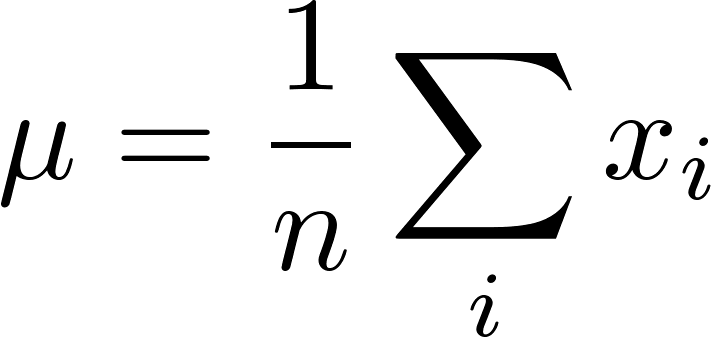 μ = 1/n ∑_i x_i